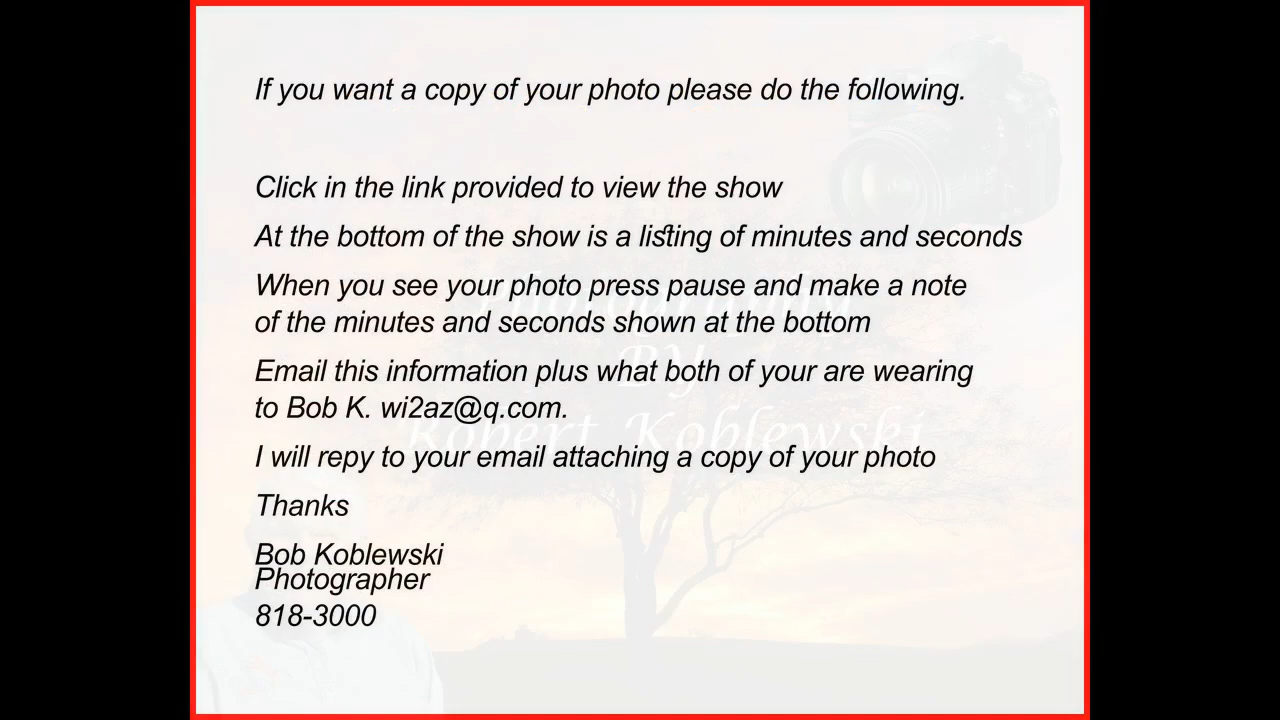 If you want a copy of your photo please do the following.
Click in the link provided to view the show
At the bottom of the show is a listing of minutes and seconds
When you see your photo press pause and make a note
of the minutes and seconds shown at the bottom
Email this information plus what both of your are wearing
to Bob K. wi2az@q.com.
I will repy to your email attaching a copy of your photo
Thanks
Bob Koblewski
Photographer
818-3000
Photography
BY
Robert Koblewski